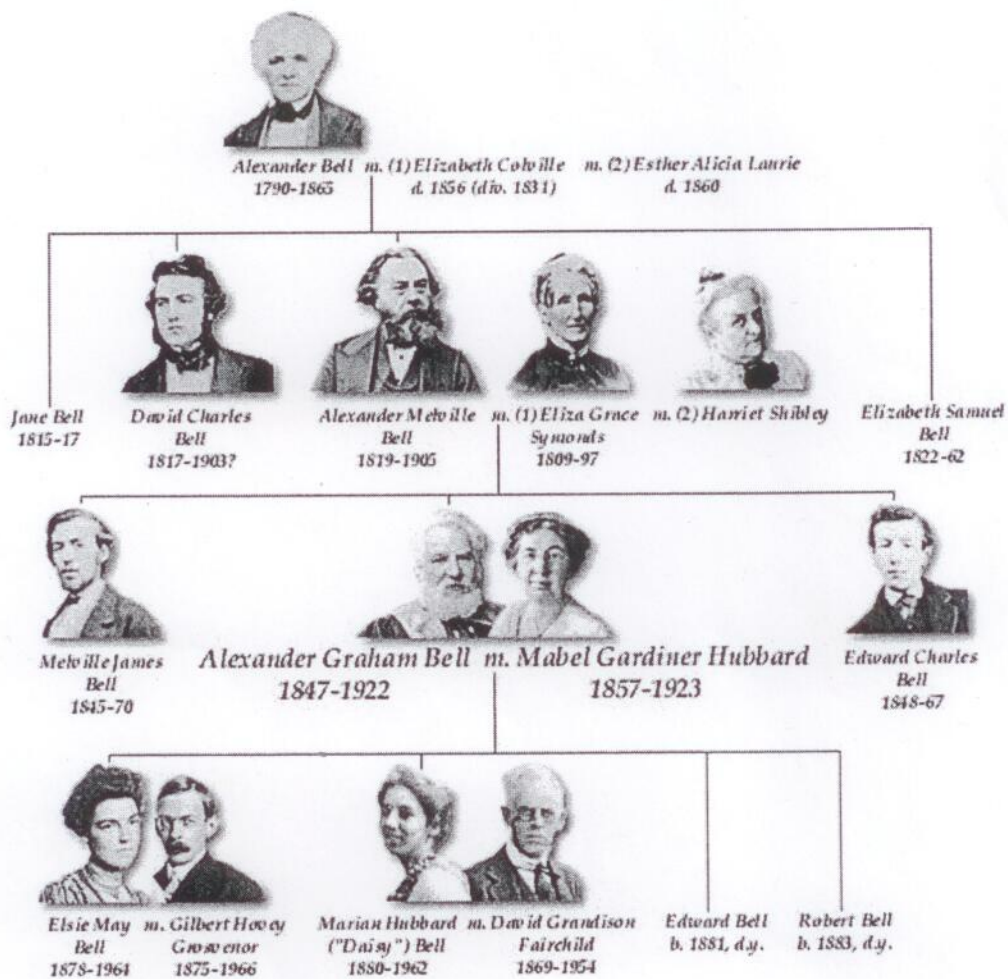 Alexander Bell m. (1) Elizabeth Colville m. (2) Esther Alicia Laurie
1790-1865 d. 1856 (div. 1831) d. 1860
Jane Bell
1815-17
David Charles
Bell
1817-1903?
Alexander Melville
Bell
1819-1905
m. (1) Eliza Grace
Symonds
1809-97
m. (2) Harriet Shibley
Elizabeth Samuel
Bell
1822-62
Melville James
Bell
1845-70
Alexander Graham Bell m. Mabel Gardiner Hubbard
1847-1922 1857-1923
Edward Charles
Bell
1848-67
Elsie May
Bell
1878-1964
m. Gilbert Hovey
Grosvenor
1875-1966
Marian Hubbard
("Daisy") Bell
1880-1962
m. David Grandison
Fairchild
1869-1954
Edward Bell
b. 1881, d.y.
Robert Bell
b. 1883, d.y.